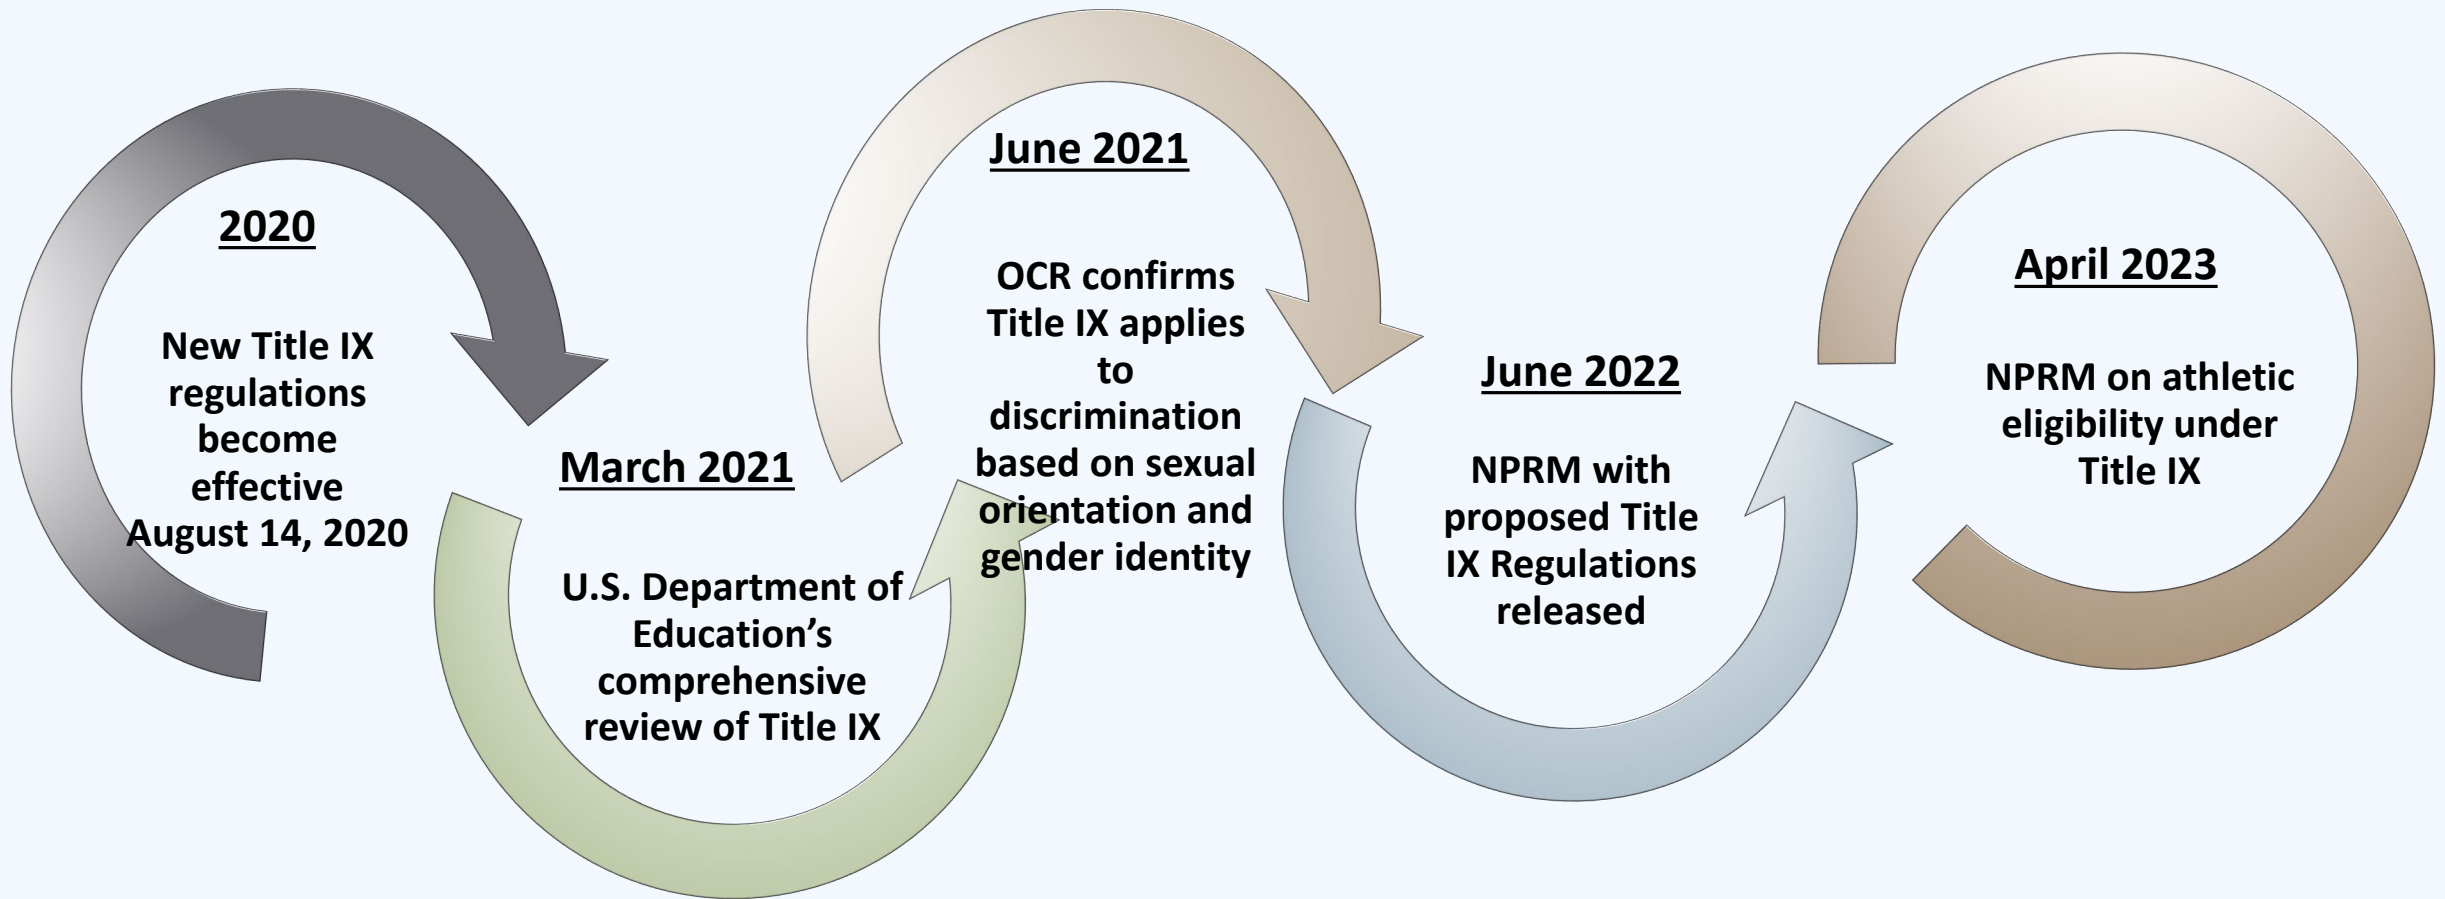 2020
New Title IX
regulations
become
effective
August 14, 2020
March 2021
U.S. Department of
Education’s
comprehensive
review of Title IX
June 2021
OCR confirms
Title IX applies
to
discrimination
based on sexual
orientation and
gender identity
June 2022
NPRM with
proposed Title
IX Regulations
released
April 2023
NPRM on athletic
eligibility under
Title IX